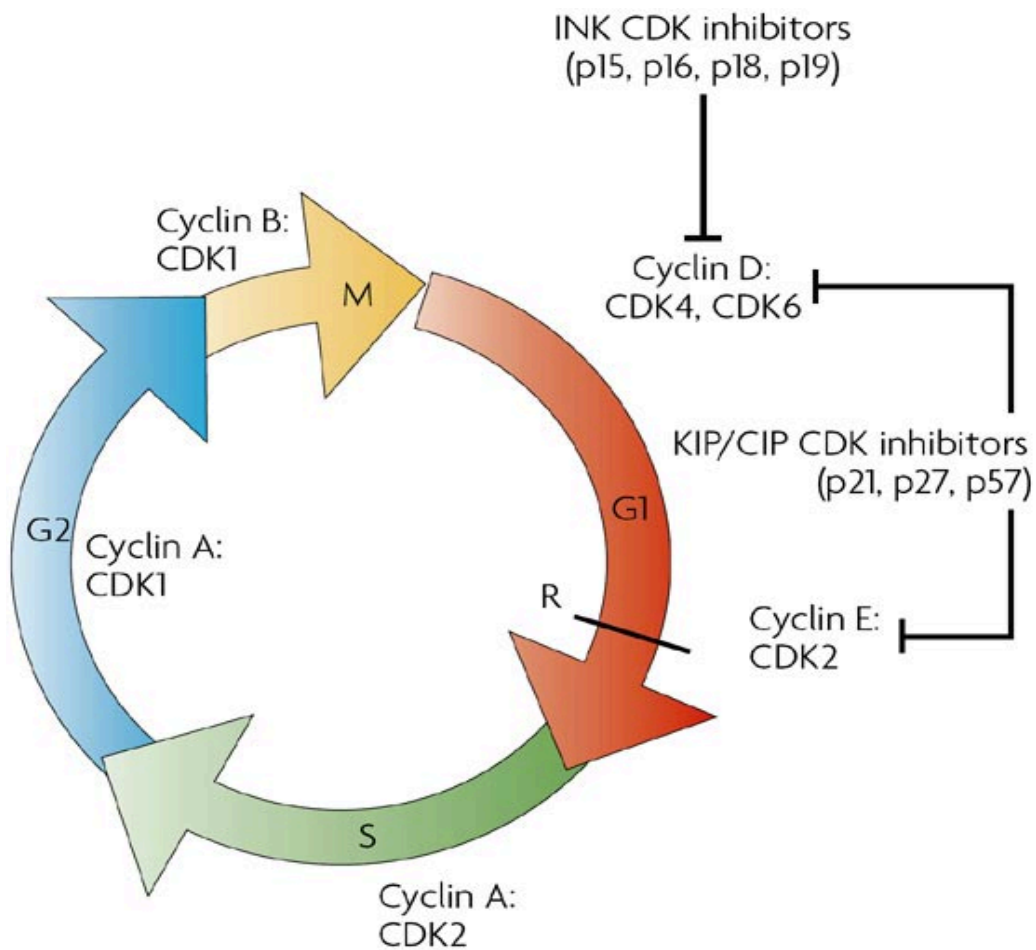 INK CDK inhibitors
(p15, p16, p18, p19)
Cyclin B:
CDK1
M
Cyclin D:
CDK4, CDK6
KIP/CIP CDK inhibitors
(p21, p27, p57)
G1
G2
Cyclin A:
CDK1
R
Cyclin E:
CDK2
S
Cyclin A:
CDK2